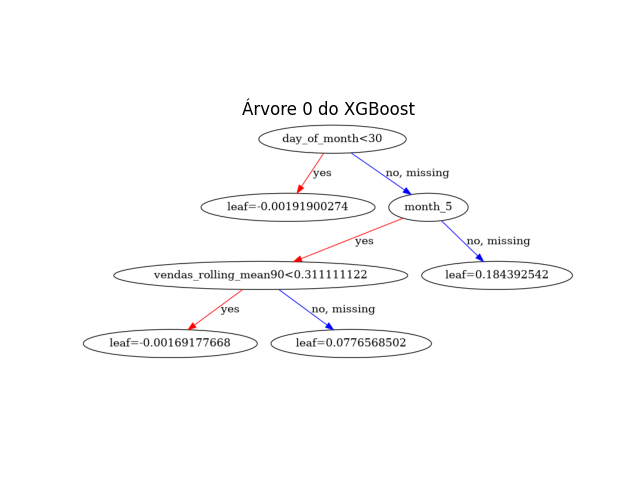 Árvore 0 do XGBoost
day_of_month<30
yes
no, missing
leaf=-0.00191900274
month_5
yes
no, missing
vendas_rolling_mean90<0.311111122
leaf=0.184392542
yes
no, missing
leaf=-0.00169177668
leaf=0.0776568502